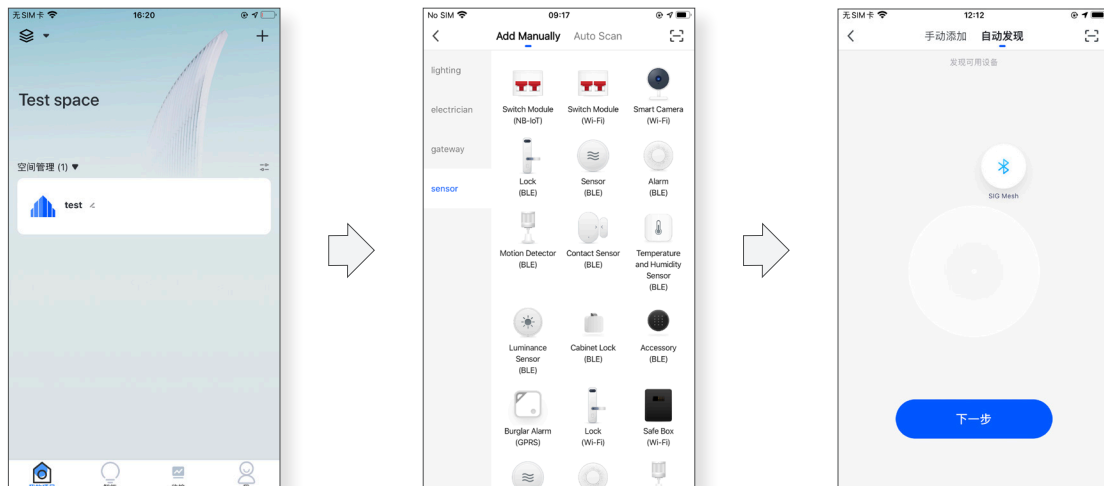 无SIM卡
16:20
Test space
空间管理 (1) ▼
test
No SIM
09:17
Add Manually
Auto Scan
lighting
electrician
gateway
sensor
Switch Module
(NB-IoT)
Switch Module
(Wi-Fi)
Smart Camera
(Wi-Fi)
Lock
(BLE)
Sensor
(BLE)
Alarm
(BLE)
Motion Detector
(BLE)
Contact Sensor
(BLE)
Temperature
and Humidity
Sensor
(BLE)
Luminance
Sensor
(BLE)
Cabinet Lock
(BLE)
Accessory
(BLE)
Burglar Alarm
(GPRS)
Lock
(Wi-Fi)
Safe Box
(Wi-Fi)
无SIM卡
12:12
手动添加
自动发现
发现可用设备
SIG Mesh
下一步